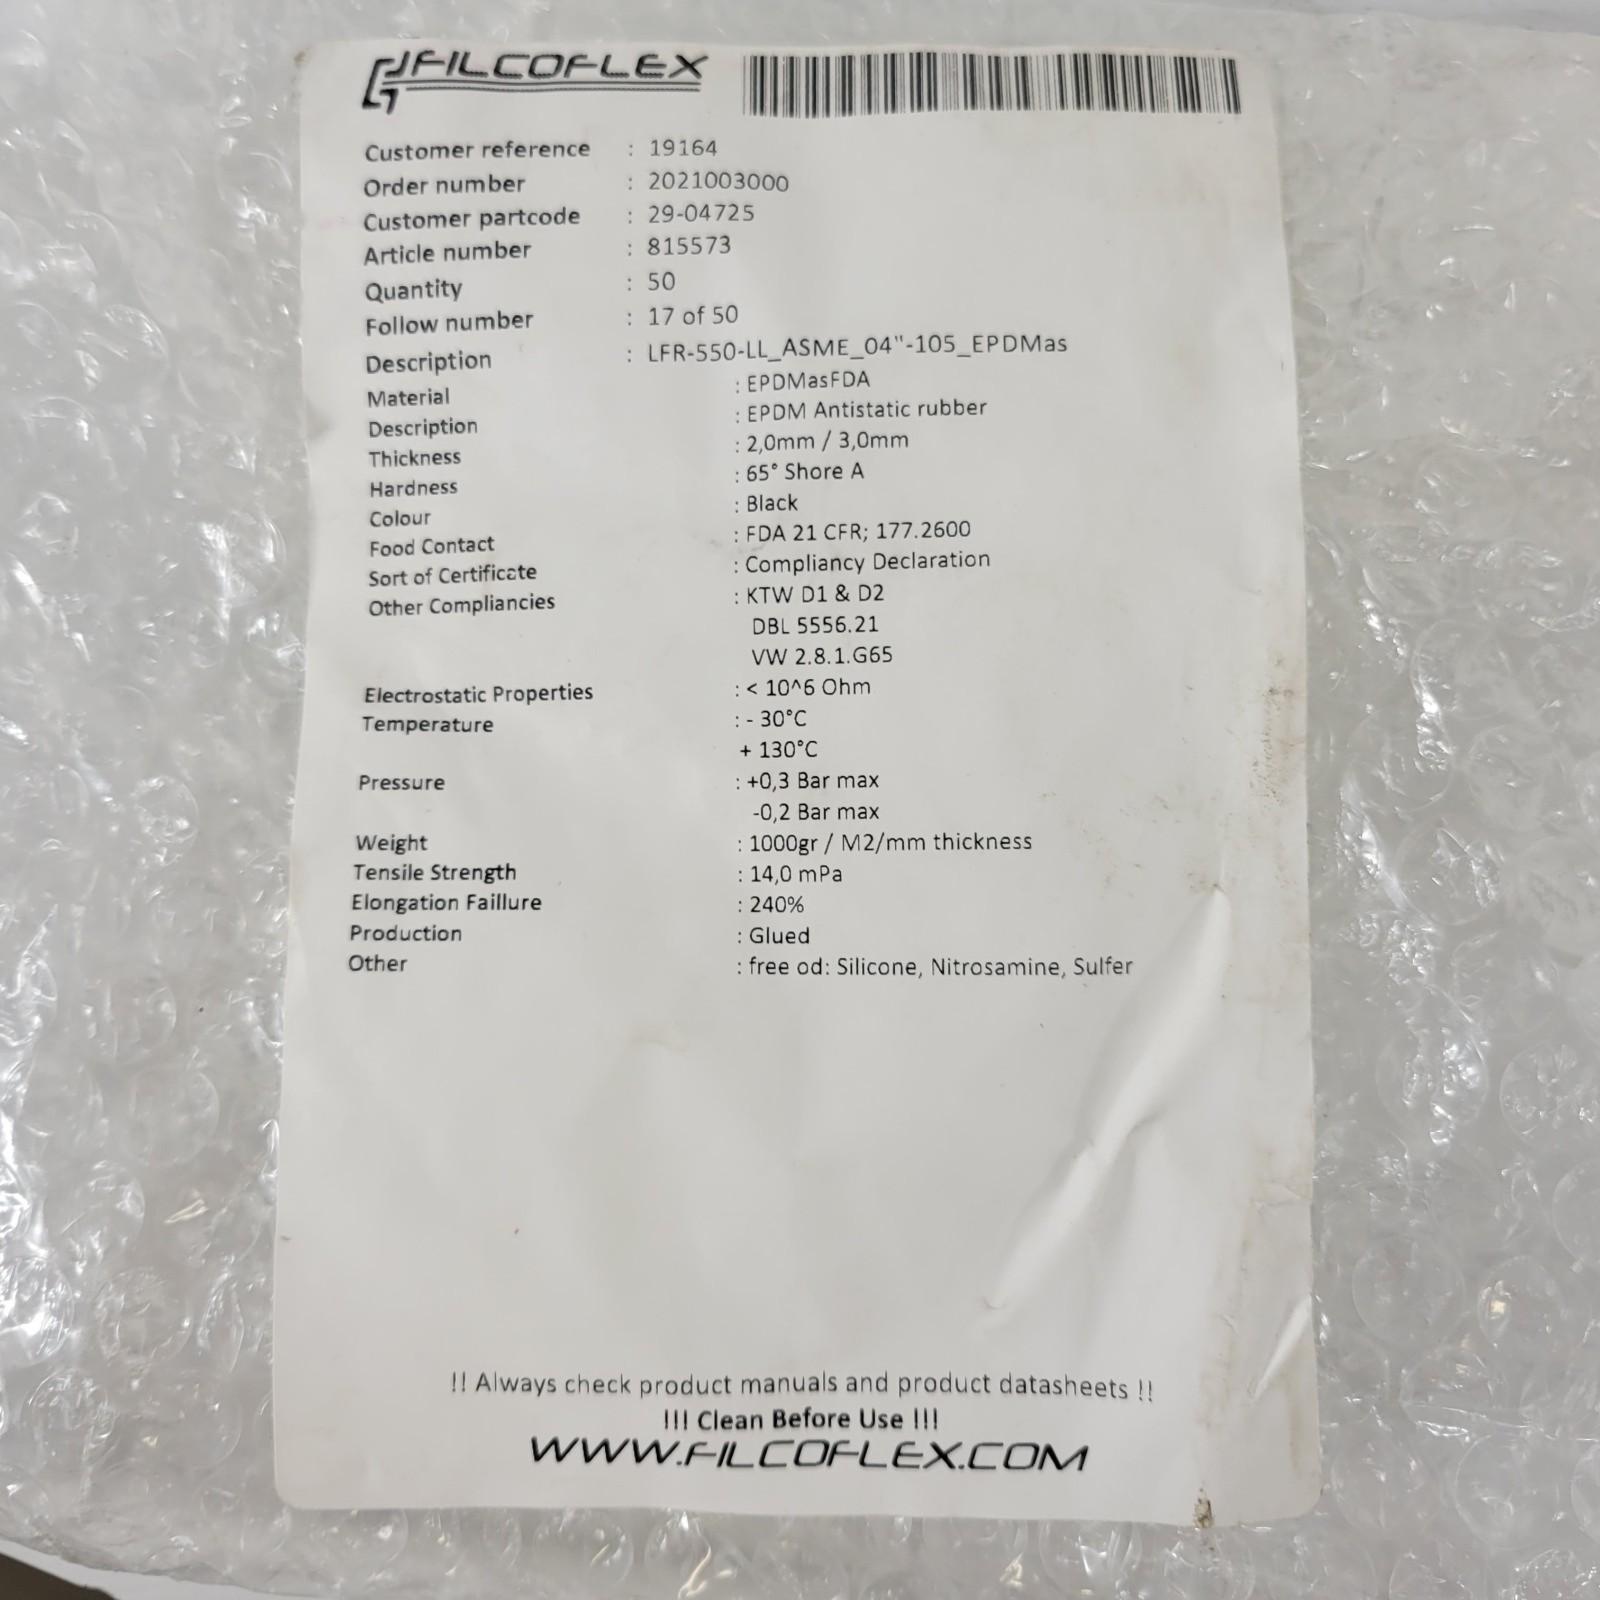 FILCOFLEX
Customer reference : 19164
Order number : 2021003000
Customer partcode : 29-04725
Article number : 815573
Quantity : 50
Follow number : 17 of 50
Description : LFR-550-LL_ASME_04"-105_EPDMas
Material : EPDMasFDA
Description : EPDM Antistatic rubber
Thickness : 2,0mm / 3,0mm
Hardness : 65° Shore A
Colour : Black
Food Contact : FDA 21 CFR; 177.2600
Sort of Certificate : Compliancy Declaration
Other Compliancies : KTW D1 & D2
DBL 5556.21
VW 2.8.1.G65
Electrostatic Properties : < 10^6 Ohm
Temperature : - 30°C
+ 130°C
Pressure : +0,3 Bar max
-0,2 Bar max
Weight : 1000gr / M2/mm thickness
Tensile Strength : 14,0 mPa
Elongation Faillure : 240%
Production : Glued
Other : free od: Silicone, Nitrosamine, Sulfer
!! Always check product manuals and product datasheets !!
!!! Clean Before Use !!!
WWW.FILCOFLEX.COM